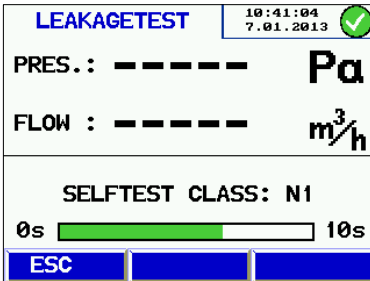 LEAKAGETEST 10:41:04
7.01.2013
PRES.: ----- Pa
FLOW : ----- m³/h
SELFTEST CLASS: N1
0s 10s
ESC